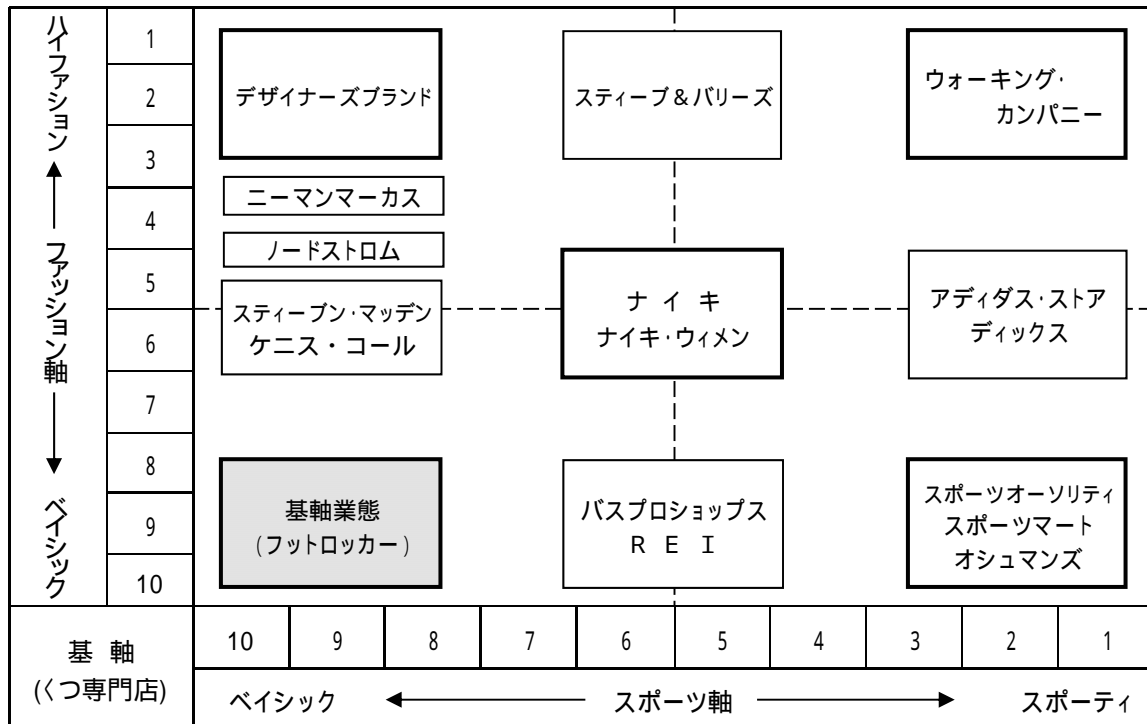 ハイファッション
ファッション軸
ベイシック
1
2
3
4
5
6
7
8
9
10
デザイナーズブランド
スティーブ&バリーズ
ウォーキング・
カンパニー
ニーマンマーカス
ノードストロム
スティーブン・マッデン
ケニス・コール
ナイキ
ナイキ・ウィメン
アディダス・ストア
ディックス
基軸業態
(フットロッカー)
バスプロショップス
REI
スポーツオーソリティ
スポーツマート
オシュマンズ
基軸
(くつ専門店)
10 9 8 7 6 5 4 3 2 1
ベイシック スポーツ軸 スポーティ